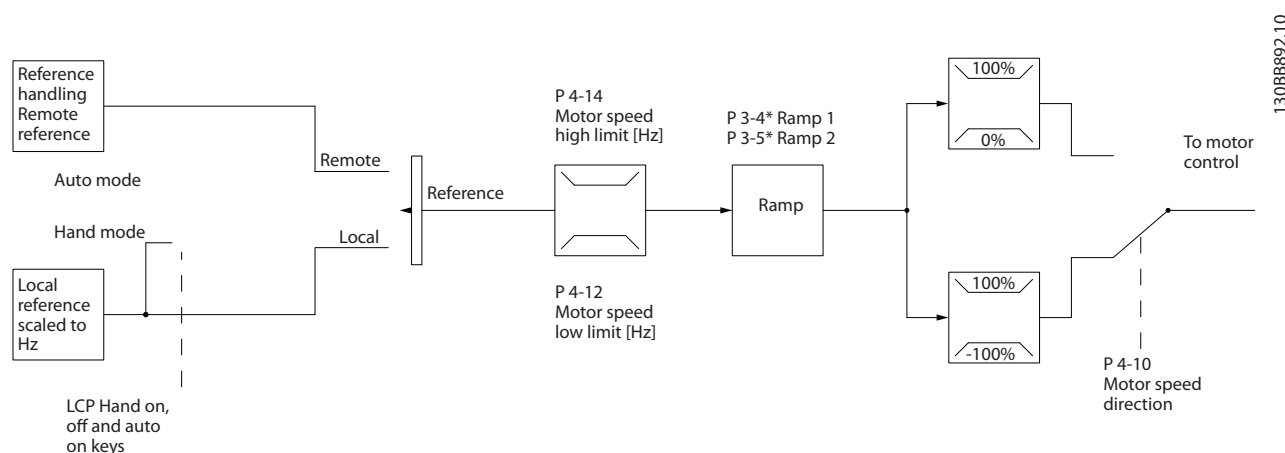 130BB892.10
Reference
handling
Remote
reference
Auto mode
Hand mode
Local
reference
scaled to
Hz
LCP Hand on,
off and auto
on keys
Remote
Local
Reference
P 4-14
Motor speed
high limit [Hz]
P 4-12
Motor speed
low limit [Hz]
P 3-4* Ramp 1
P 3-5* Ramp 2
Ramp
100%
0%
100%
-100%
To motor
control
P 4-10
Motor speed
direction